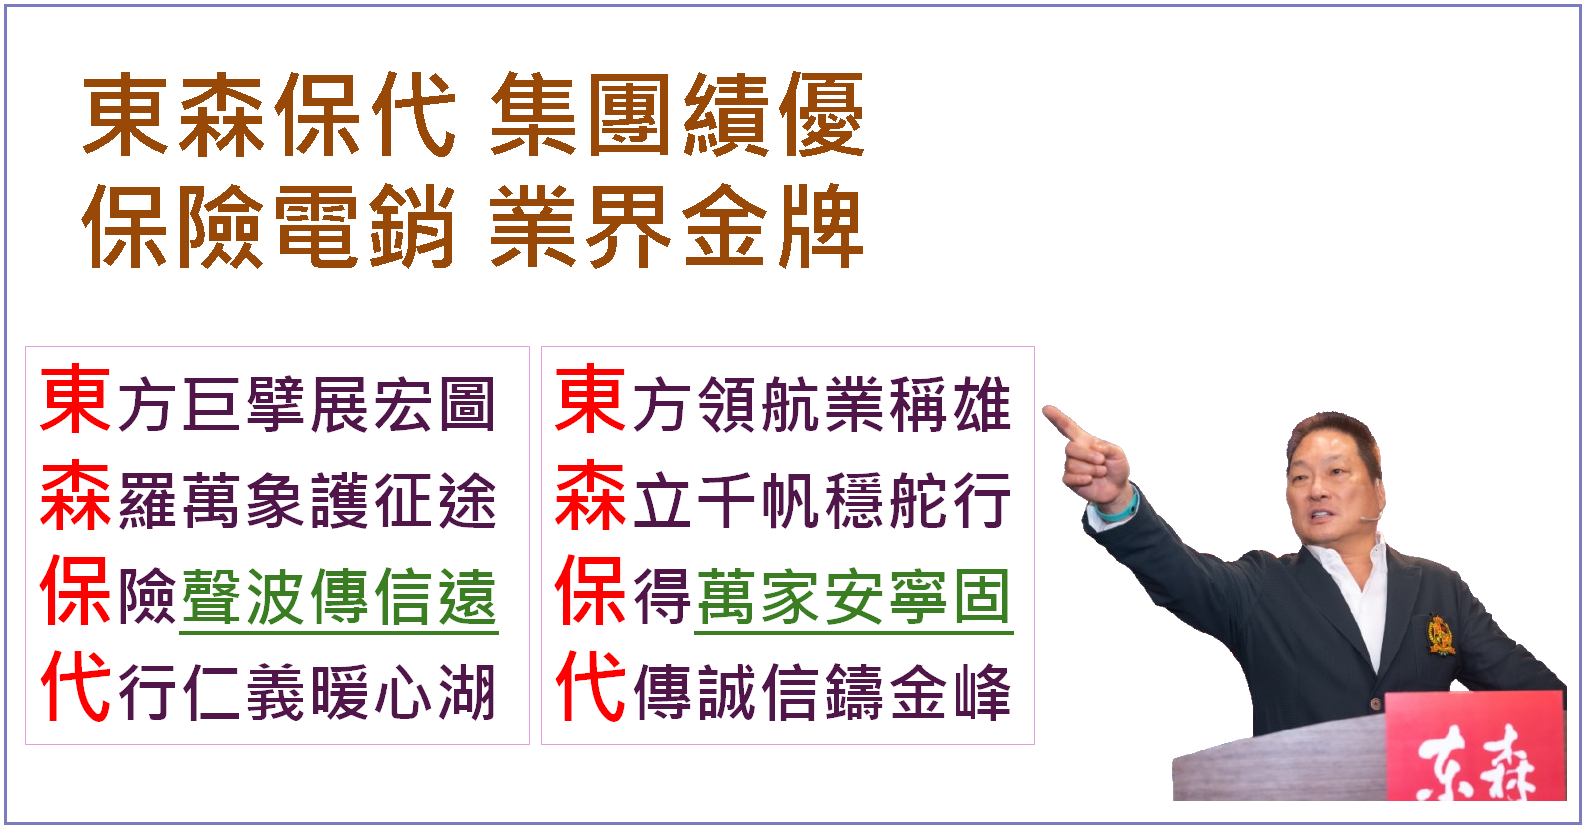 東森保代 集團績優
保險電銷 業界金牌
東方巨擘展宏圖
森羅萬象護征途
保險聲波傳信遠
代行仁義暖心湖
東方領航業稱雄
森立千帆穩舵行
保得萬家安寧固
代傳誠信鑄金峰
东森